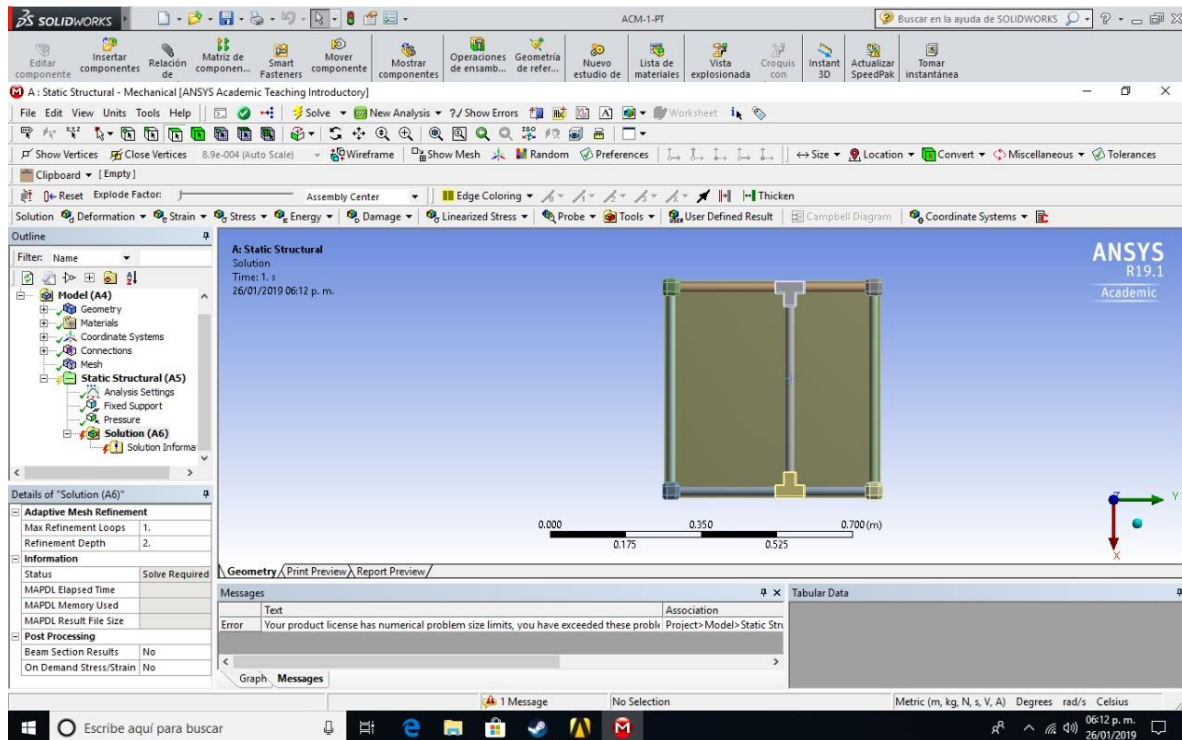 SOLIDWORKS
ACM-1-PT
Buscar en la ayuda de SOLIDWORKS
Editar componente
Insertar componentes
Relación de
Matriz de componen...
Smart Fasteners
Mover componente
Mostrar componentes
Operaciones de ensamb...
Geometría de refer...
Nuevo estudio de
Lista de materiales
Vista explosionada
Croquis con
Instant 3D
Actualizar SpeedPak
Tomar instantánea
A : Static Structural - Mechanical [ANSYS Academic Teaching Introductory]
File Edit View Units Tools Help Solve New Analysis ?/ Show Errors Worksheet
Show Vertices Close Vertices 8.9e-004 (Auto Scale) Wireframe Show Mesh Random Preferences Size Location Convert Miscellaneous Tolerances
Clipboard [ Empty ]
Reset Explode Factor: Assembly Center Edge Coloring Thicken
Solution Deformation Strain Stress Energy Damage Linearized Stress Probe Tools User Defined Result Campbell Diagram Coordinate Systems
Outline
Filter: Name
Model (A4)
Geometry
Materials
Coordinate Systems
Connections
Mesh
Static Structural (A5)
Analysis Settings
Fixed Support
Pressure
Solution (A6)
Solution Informa
Details of "Solution (A6)"
Adaptive Mesh Refinement
Max Refinement Loops 1.
Refinement Depth 2.
Information
Status Solve Required
MAPDL Elapsed Time
MAPDL Memory Used
MAPDL Result File Size
Post Processing
Beam Section Results No
On Demand Stress/Strain No
A: Static Structural
Solution
Time: 1. s
26/01/2019 06:12 p. m.
ANSYS
R19.1
Academic
0.000 0.350 0.700 (m)
0.175 0.525
Z Y
X
Geometry Print Preview Report Preview
Messages
Text Association
Error Your product license has numerical problem size limits, you have exceeded these proble Project>Model>Static Stru
Graph Messages
Tabular Data
1 Message No Selection Metric (m, kg, N, s, V, A) Degrees rad/s Celsius
Escribe aquí para buscar
06:12 p. m.
26/01/2019